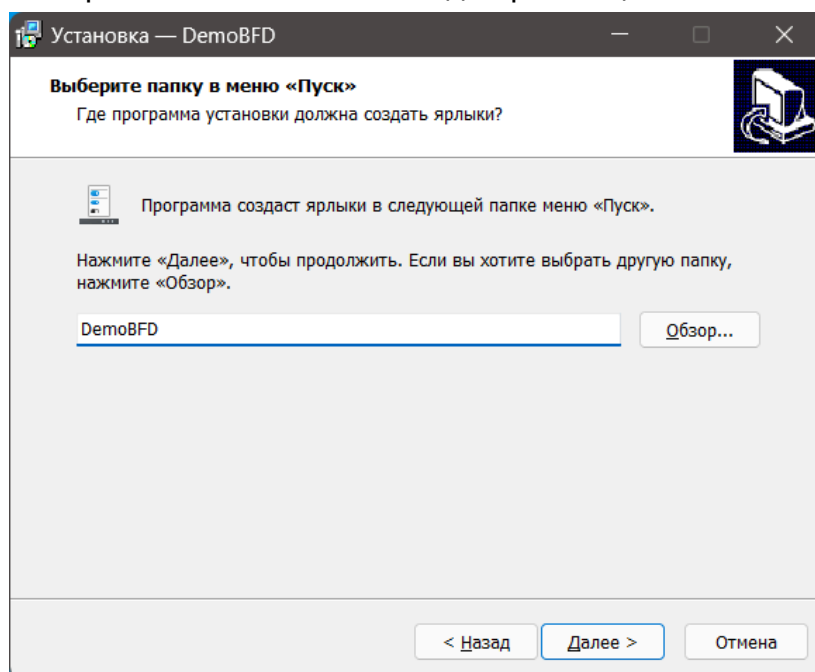 Установка — DemoBFD
Выберите папку в меню «Пуск»
Где программа установки должна создать ярлыки?
Программа создаст ярлыки в следующей папке меню «Пуск».
Нажмите «Далее», чтобы продолжить. Если вы хотите выбрать другую папку,
нажмите «Обзор».
DemoBFD
Обзор...
< Назад
Далее >
Отмена